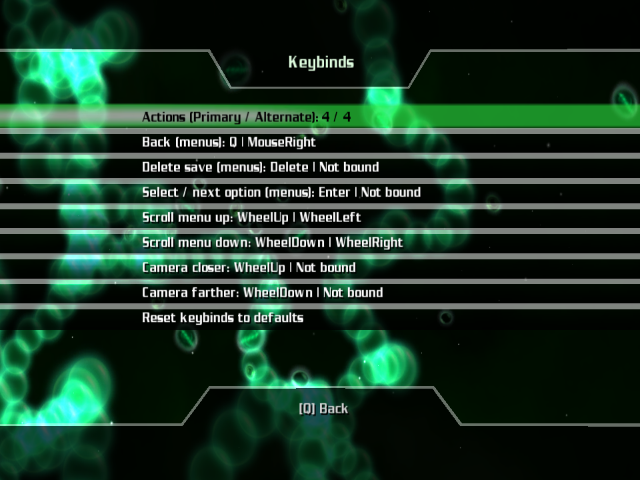 Keybinds
Actions (Primary / Alternate): 4 / 4
Back (menus): Q | MouseRight
Delete save (menus): Delete | Not bound
Select / next option (menus): Enter | Not bound
Scroll menu up: WheelUp | WheelLeft
Scroll menu down: WheelDown | WheelRight
Camera closer: WheelUp | Not bound
Camera farther: WheelDown | Not bound
Reset keybinds to defaults
[Q] Back